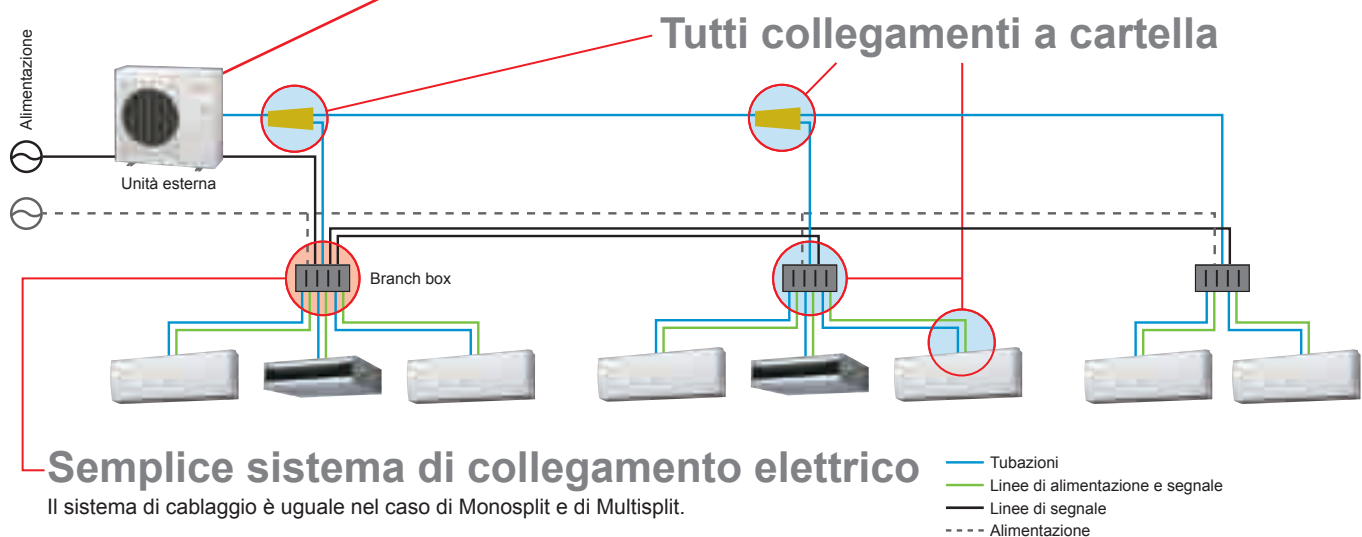 Tutti collegamenti a cartella
Alimentazione
Unità esterna
Branch box
Semplice sistema di collegamento elettrico
Il sistema di cablaggio è uguale nel caso di Monosplit e di Multisplit.
Tubazioni
Linee di alimentazione e segnale
Linee di segnale
Alimentazione